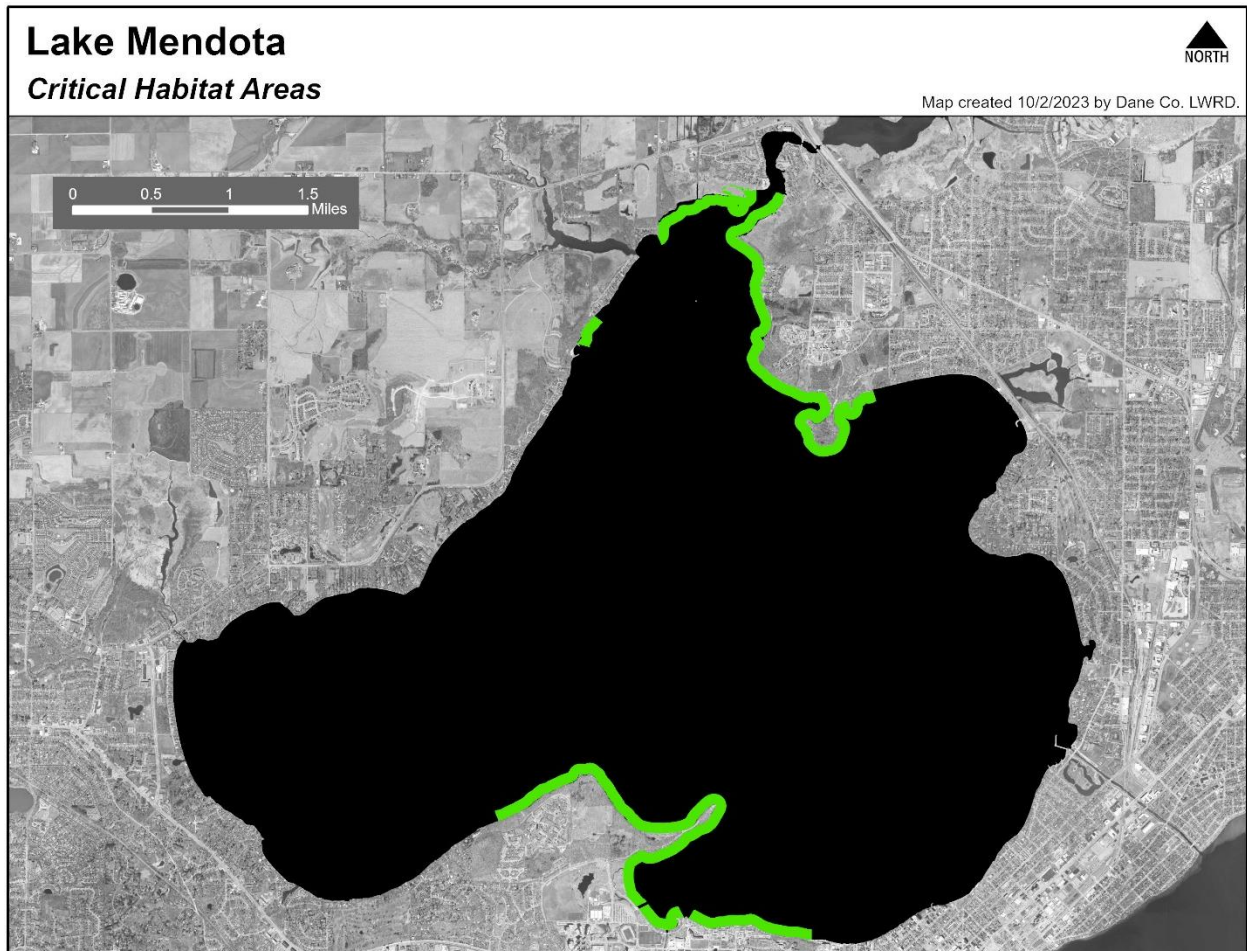 Lake Mendota
Critical Habitat Areas
NORTH
Map created 10/2/2023 by Dane Co. LWRD.
0 0.5 1 1.5
Miles